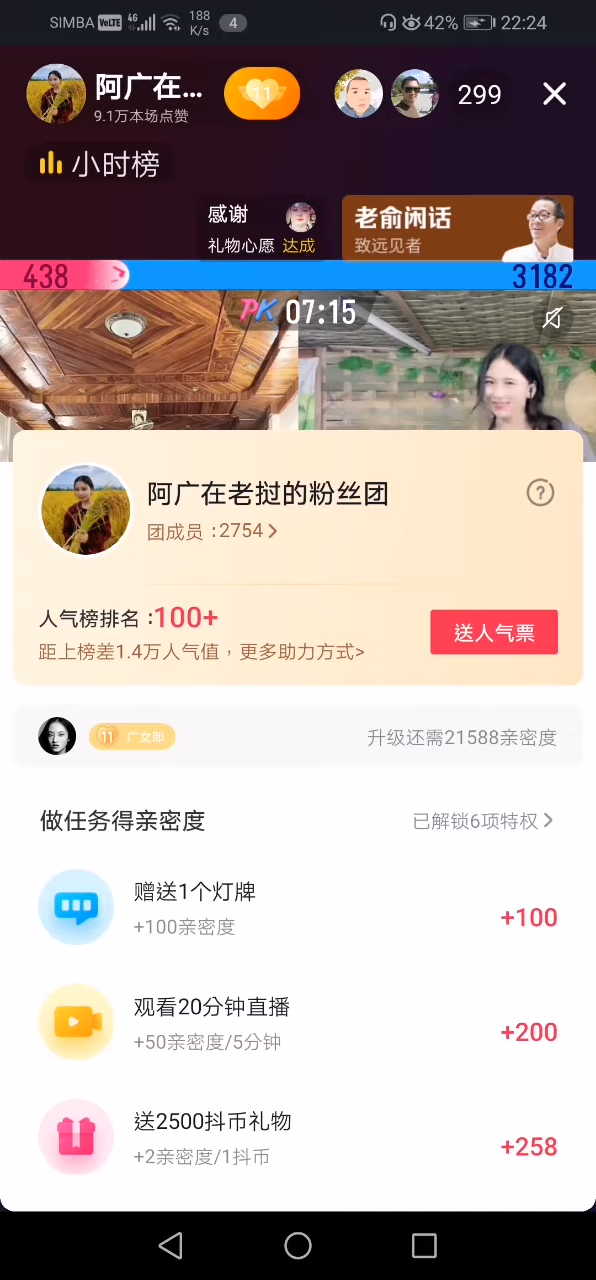 SIMBA VoLTE 4G 188 K/s 4 42% 22:24
阿广在... 11 299
9.1万本场点赞
小时榜
感谢
礼物心愿 达成
老俞闲话
致远见者
438 3182
PK 07:15
阿广在老挝的粉丝团
团成员:2754>
人气榜排名:100+
距上榜差1.4万人气值，更多助力方式>
送人气票
11 广女郎 升级还需21588亲密度
做任务得亲密度 已解锁6项特权>
赠送1个灯牌
+100亲密度
+100
观看20分钟直播
+50亲密度/5分钟
+200
送2500抖币礼物
+2亲密度/1抖币
+258